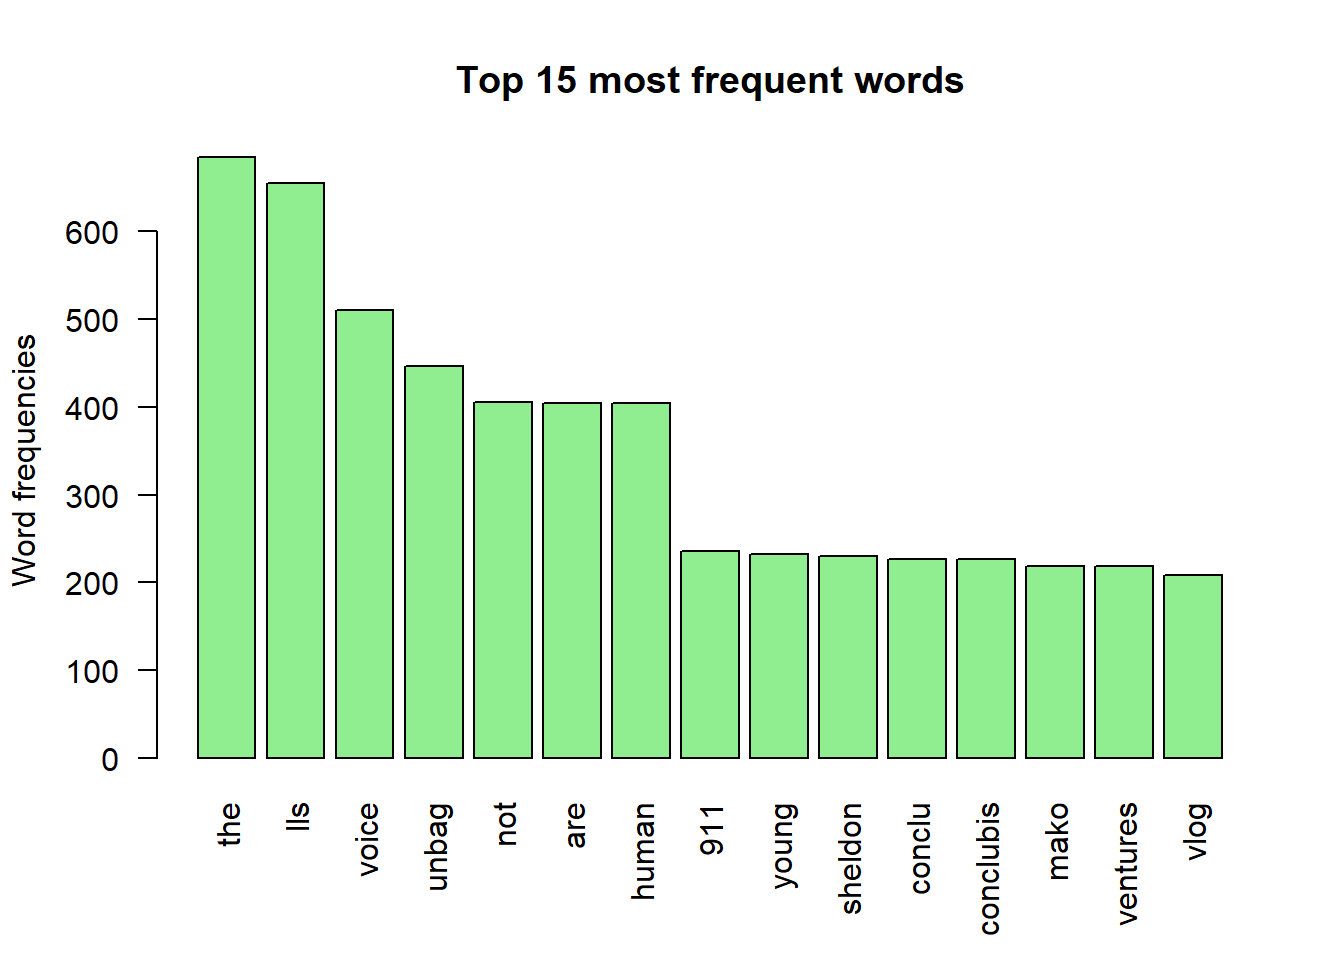 Top 15 most frequent words
Word frequencies
600
500
400
300
200
100
0
the
lls
voice
unbag
not
are
human
911
young
sheldon
conclu
conclubis
mako
ventures
vlog